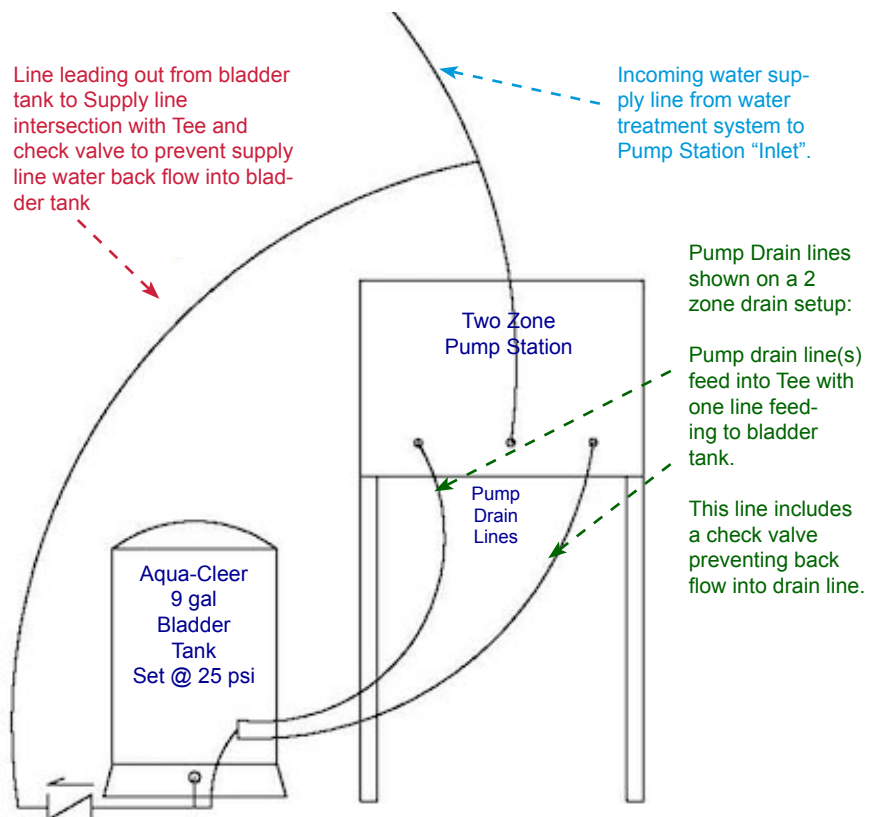 Line leading out from bladder
tank to Supply line
intersection with Tee and
check valve to prevent supply
line water back flow into blad-
der tank
Incoming water sup-
ply line from water
treatment system to
Pump Station “Inlet”.
Pump Drain lines
shown on a 2
zone drain setup:
Pump drain line(s)
feed into Tee with
one line feed-
ing to bladder
tank.
This line includes
a check valve
preventing back
flow into drain line.
Two Zone
Pump Station
Pump
Drain
Lines
Aqua-Cleer
9 gal
Bladder
Tank
Set @ 25 psi